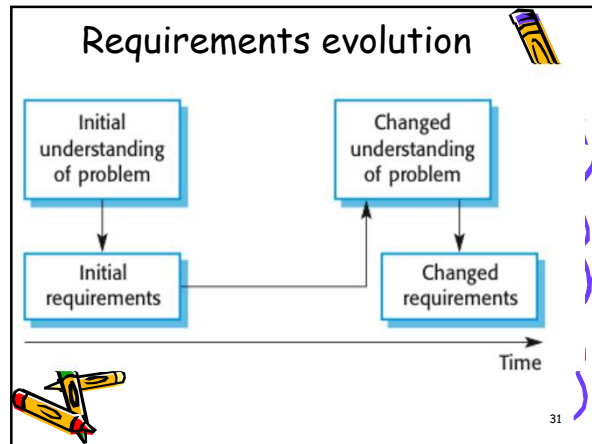 Requirements evolution
Initial
understanding
of problem
Changed
understanding
of problem
Initial
requirements
Changed
requirements
Time
31